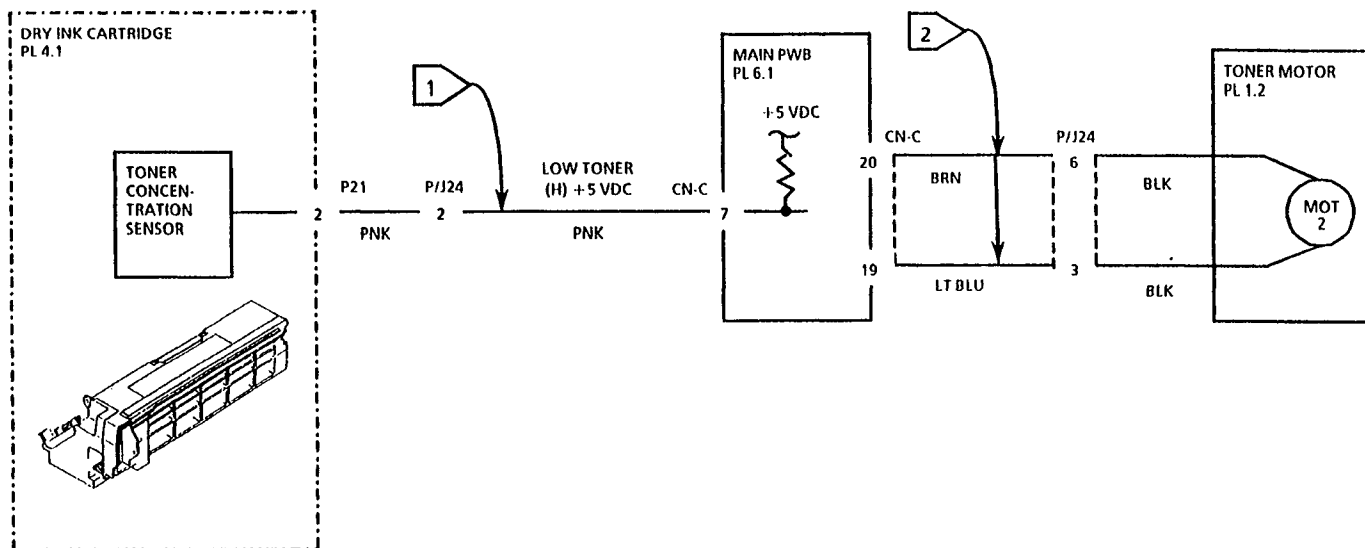 DRY INK CARTRIDGE
PL 4.1
TONER
CONCEN-
TRATION
SENSOR
P21
2
PNK
P/J24
2
1
LOW TONER
(H) +5 VDC
PNK
CN-C
7
MAIN PWB
PL 6.1
+5 VDC
2
CN-C
20
BRN
P/J24
6
BLK
19
LT BLU
3
BLK
TONER MOTOR
PL 1.2
MOT
2